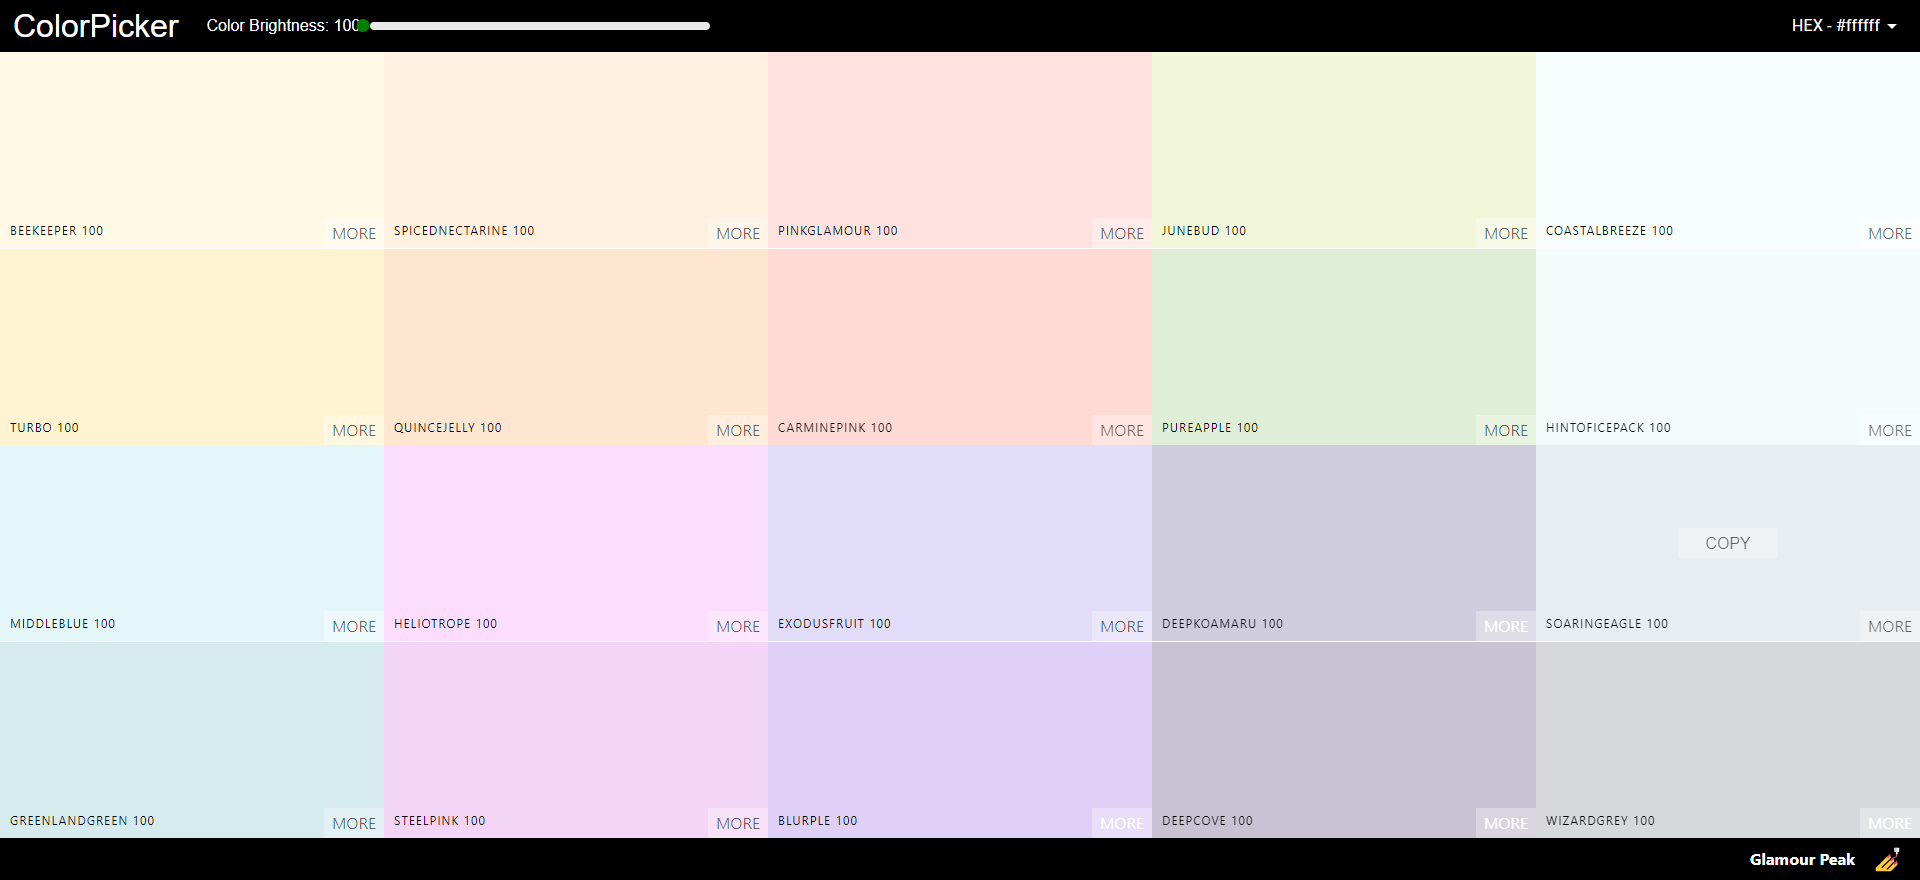 ColorPicker
Color Brightness: 100
HEX - #ffffff
BEEKEEPER 100 MORE
SPICEDNECTARINE 100 MORE
PINKGLAMOUR 100 MORE
JUNEBUD 100 MORE
COASTALBREEZE 100 MORE
TURBO 100 MORE
QUINCEJELLY 100 MORE
CARMINEPINK 100 MORE
PUREAPPLE 100 MORE
HINTOFICEPACK 100 MORE
COPY
MIDDLEBLUE 100 MORE
HELIOTROPE 100 MORE
EXODUSFRUIT 100 MORE
DEEPKOAMARU 100 MORE
SOARINGEAGLE 100 MORE
GREENLANDGREEN 100 MORE
STEELPINK 100 MORE
BLURPLE 100 MORE
DEEPCOVE 100 MORE
WIZARDGREY 100 MORE
Glamour Peak